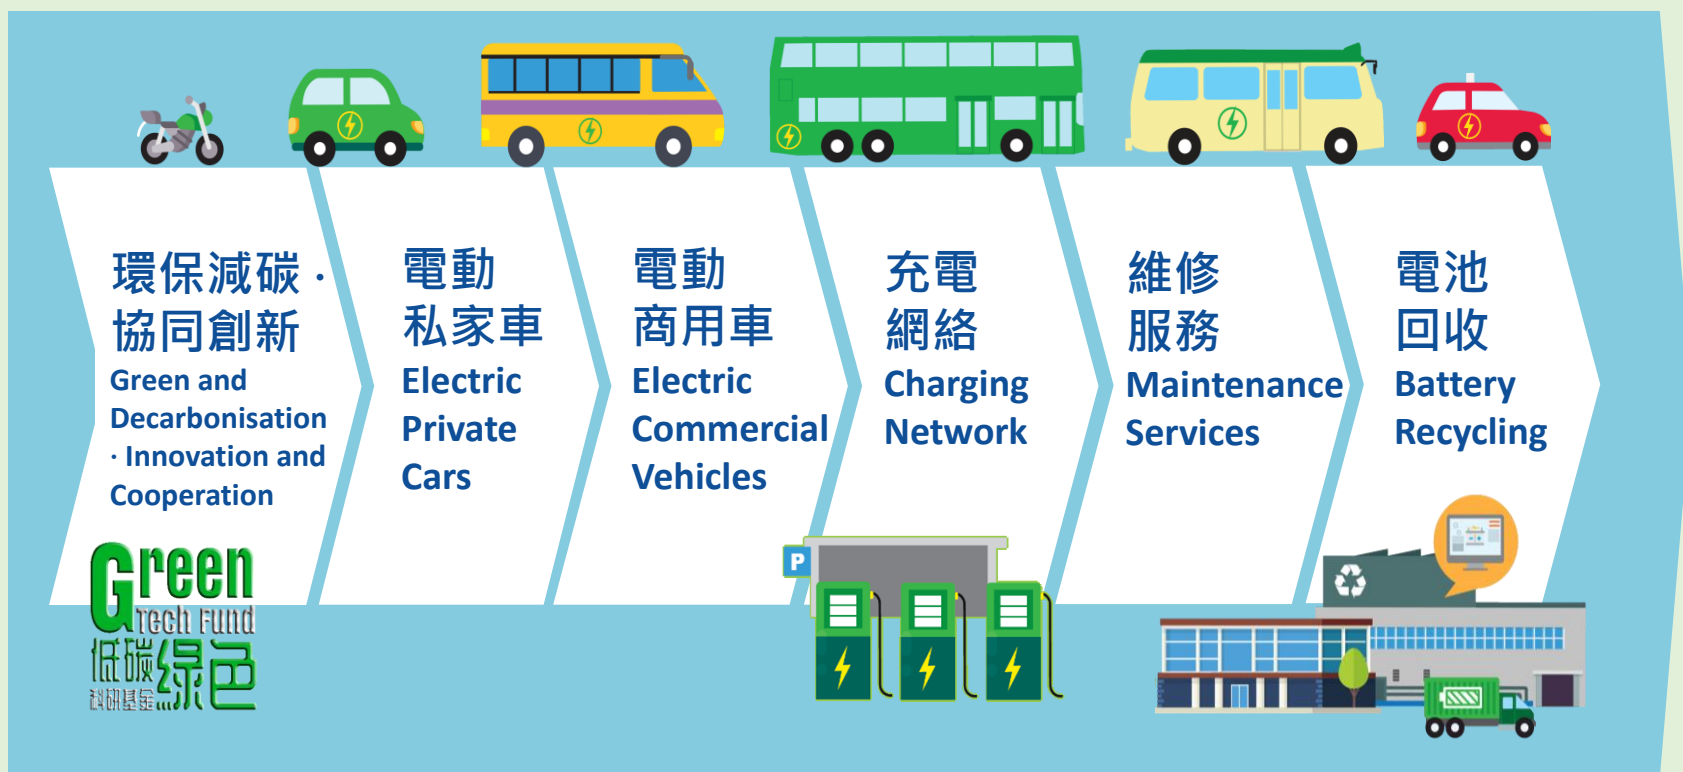 環保減碳．
協同創新
Green and
Decarbonisation
· Innovation and
Cooperation
電動
私家車
Electric
Private
Cars
電動
商用車
Electric
Commercial
Vehicles
充電
網絡
Charging
Network
維修
服務
Maintenance
Services
電池
回收
Battery
Recycling
Green
Tech Fund
低碳綠色
科研基金
P